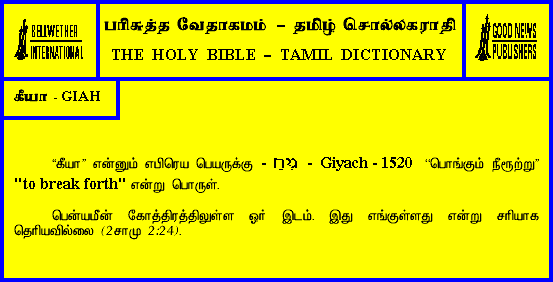 BELLWETHER
INTERNATIONAL
பரிசுத்த வேதாகமம் – தமிழ் சொல்லகராதி
THE HOLY BIBLE – TAMIL DICTIONARY
GOOD NEWS
PUBLISHERS
கீயா - GIAH
“கீயா” என்னும் எபிரெய பெயருக்கு - גִּיחַ - Giyach - 1520 “பொங்கும் நீரூற்று”
"to break forth" என்று பொருள்.
பென்யமீன் கோத்திரத்திலுள்ள ஓர் இடம். இது எங்குள்ளது என்று சரியாக
தெரியவில்லை (2சாமு 2:24).